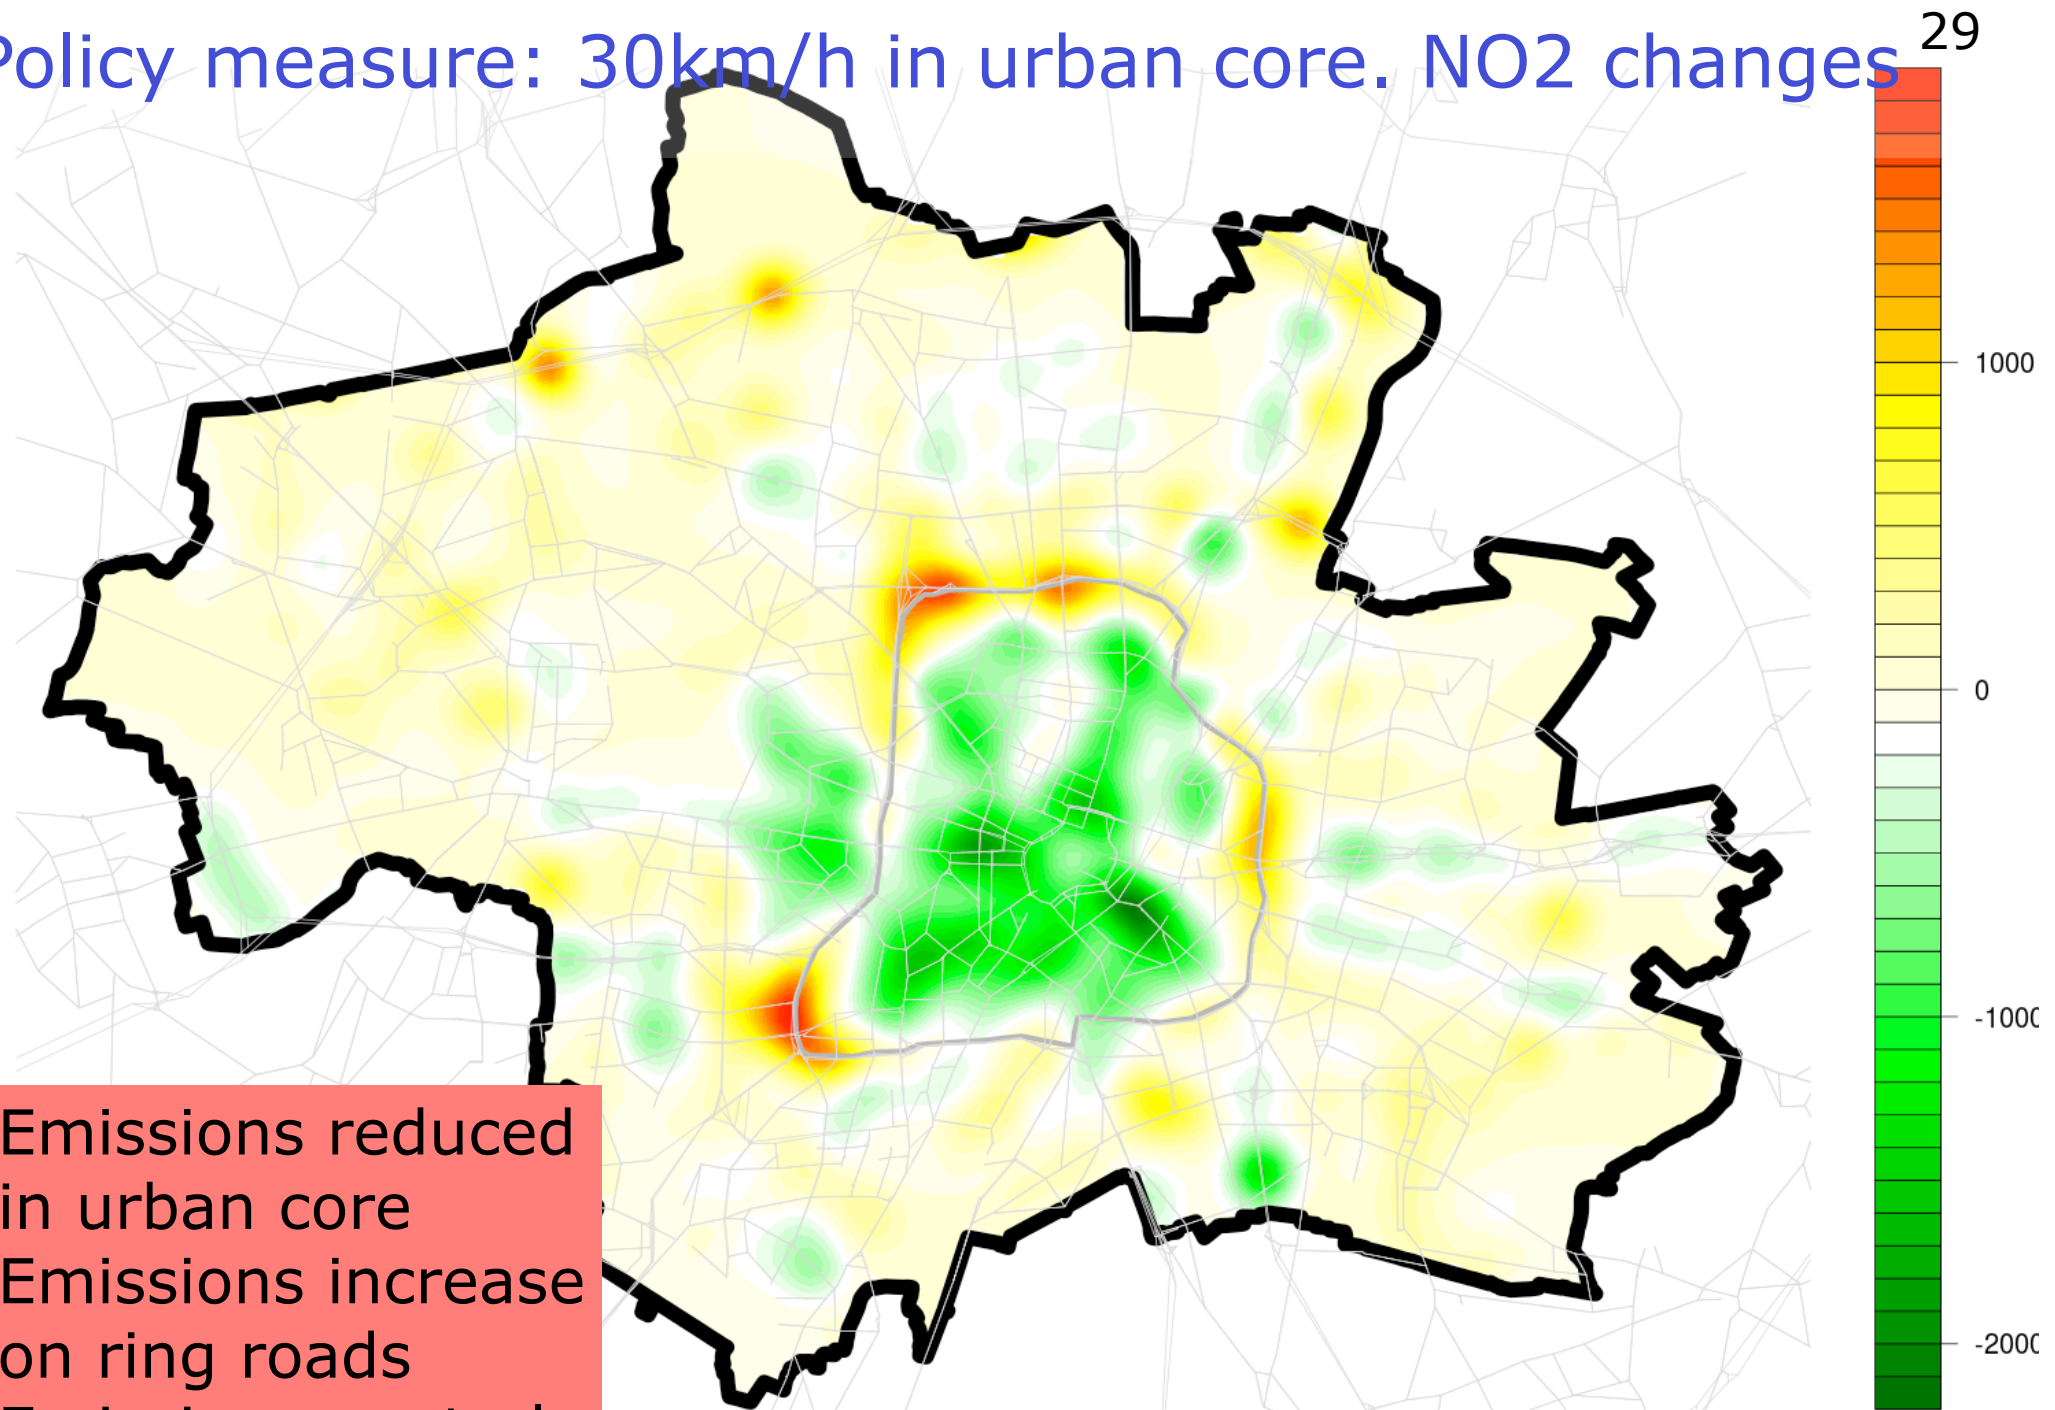 29
Policy measure: 30km/h in urban core. NO2 changes
1000
0
-1000
-2000
Emissions reduced
in urban core
Emissions increase
on ring roads